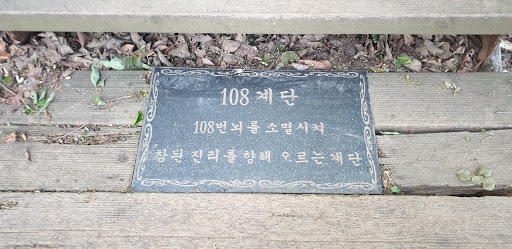 108 계단
108번뇌를 소멸시켜
참된 진리를 향해 오르는 계단